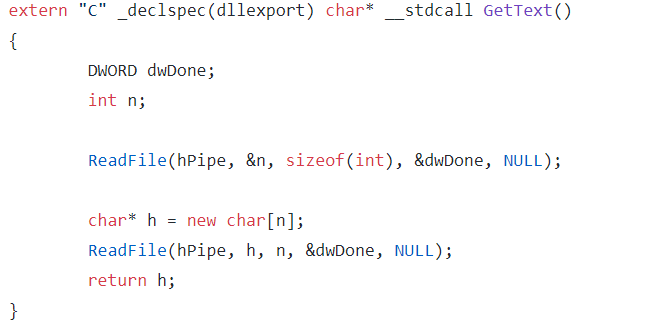 extern "C" _declspec(dllexport) char* __stdcall GetText()
{
DWORD dwDone;
int n;
ReadFile(hPipe, &n, sizeof(int), &dwDone, NULL);
char* h = new char[n];
ReadFile(hPipe, h, n, &dwDone, NULL);
return h;
}